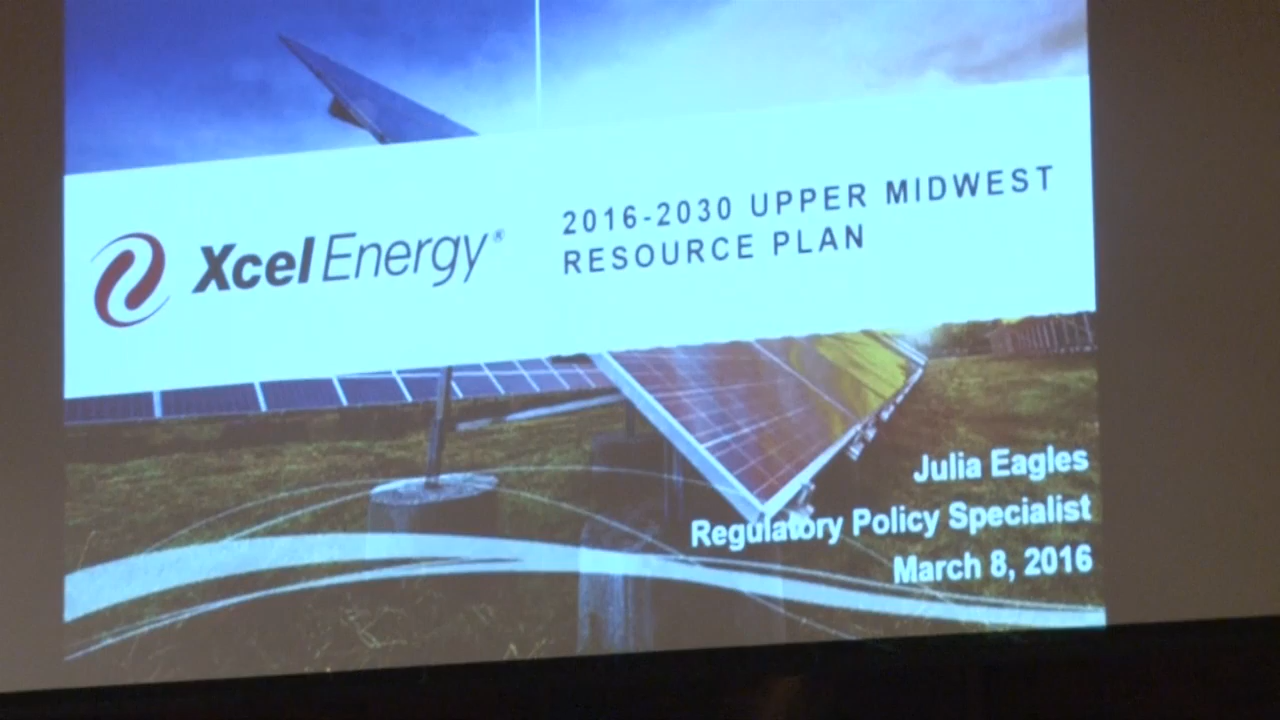 Xcel Energy®
2016-2030 UPPER MIDWEST
RESOURCE PLAN
Julia Eagles
Regulatory Policy Specialist
March 8, 2016